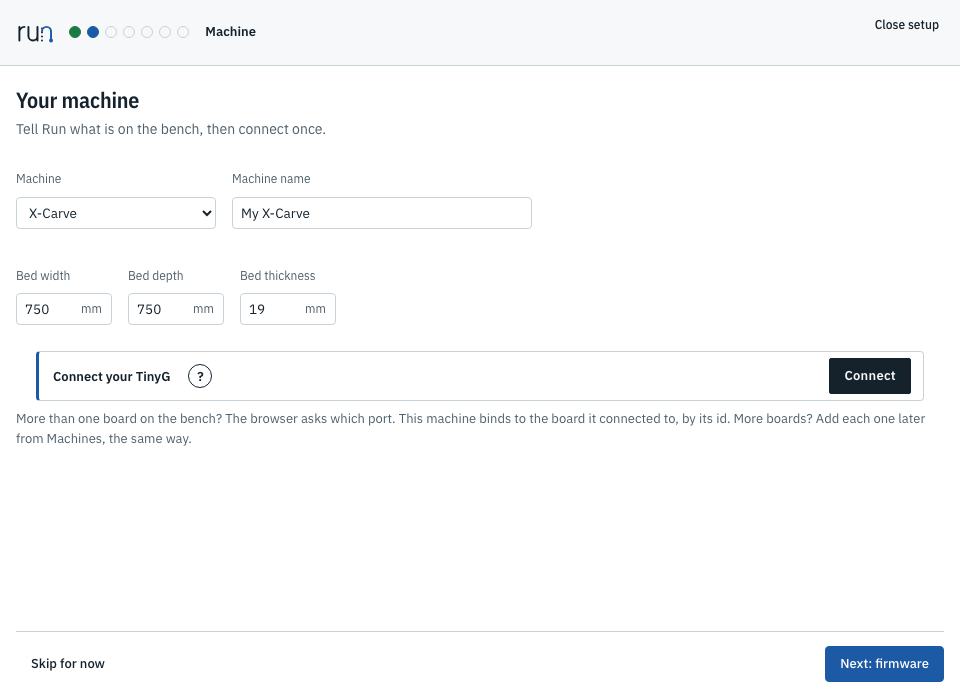 run Machine Close setup
Your machine
Tell Run what is on the bench, then connect once.
Machine Machine name
X-Carve My X-Carve
Bed width Bed depth Bed thickness
750 mm 750 mm 19 mm
Connect your TinyG ? Connect
More than one board on the bench? The browser asks which port. This machine binds to the board it connected to, by its id. More boards? Add each one later
from Machines, the same way.
Skip for now Next: firmware